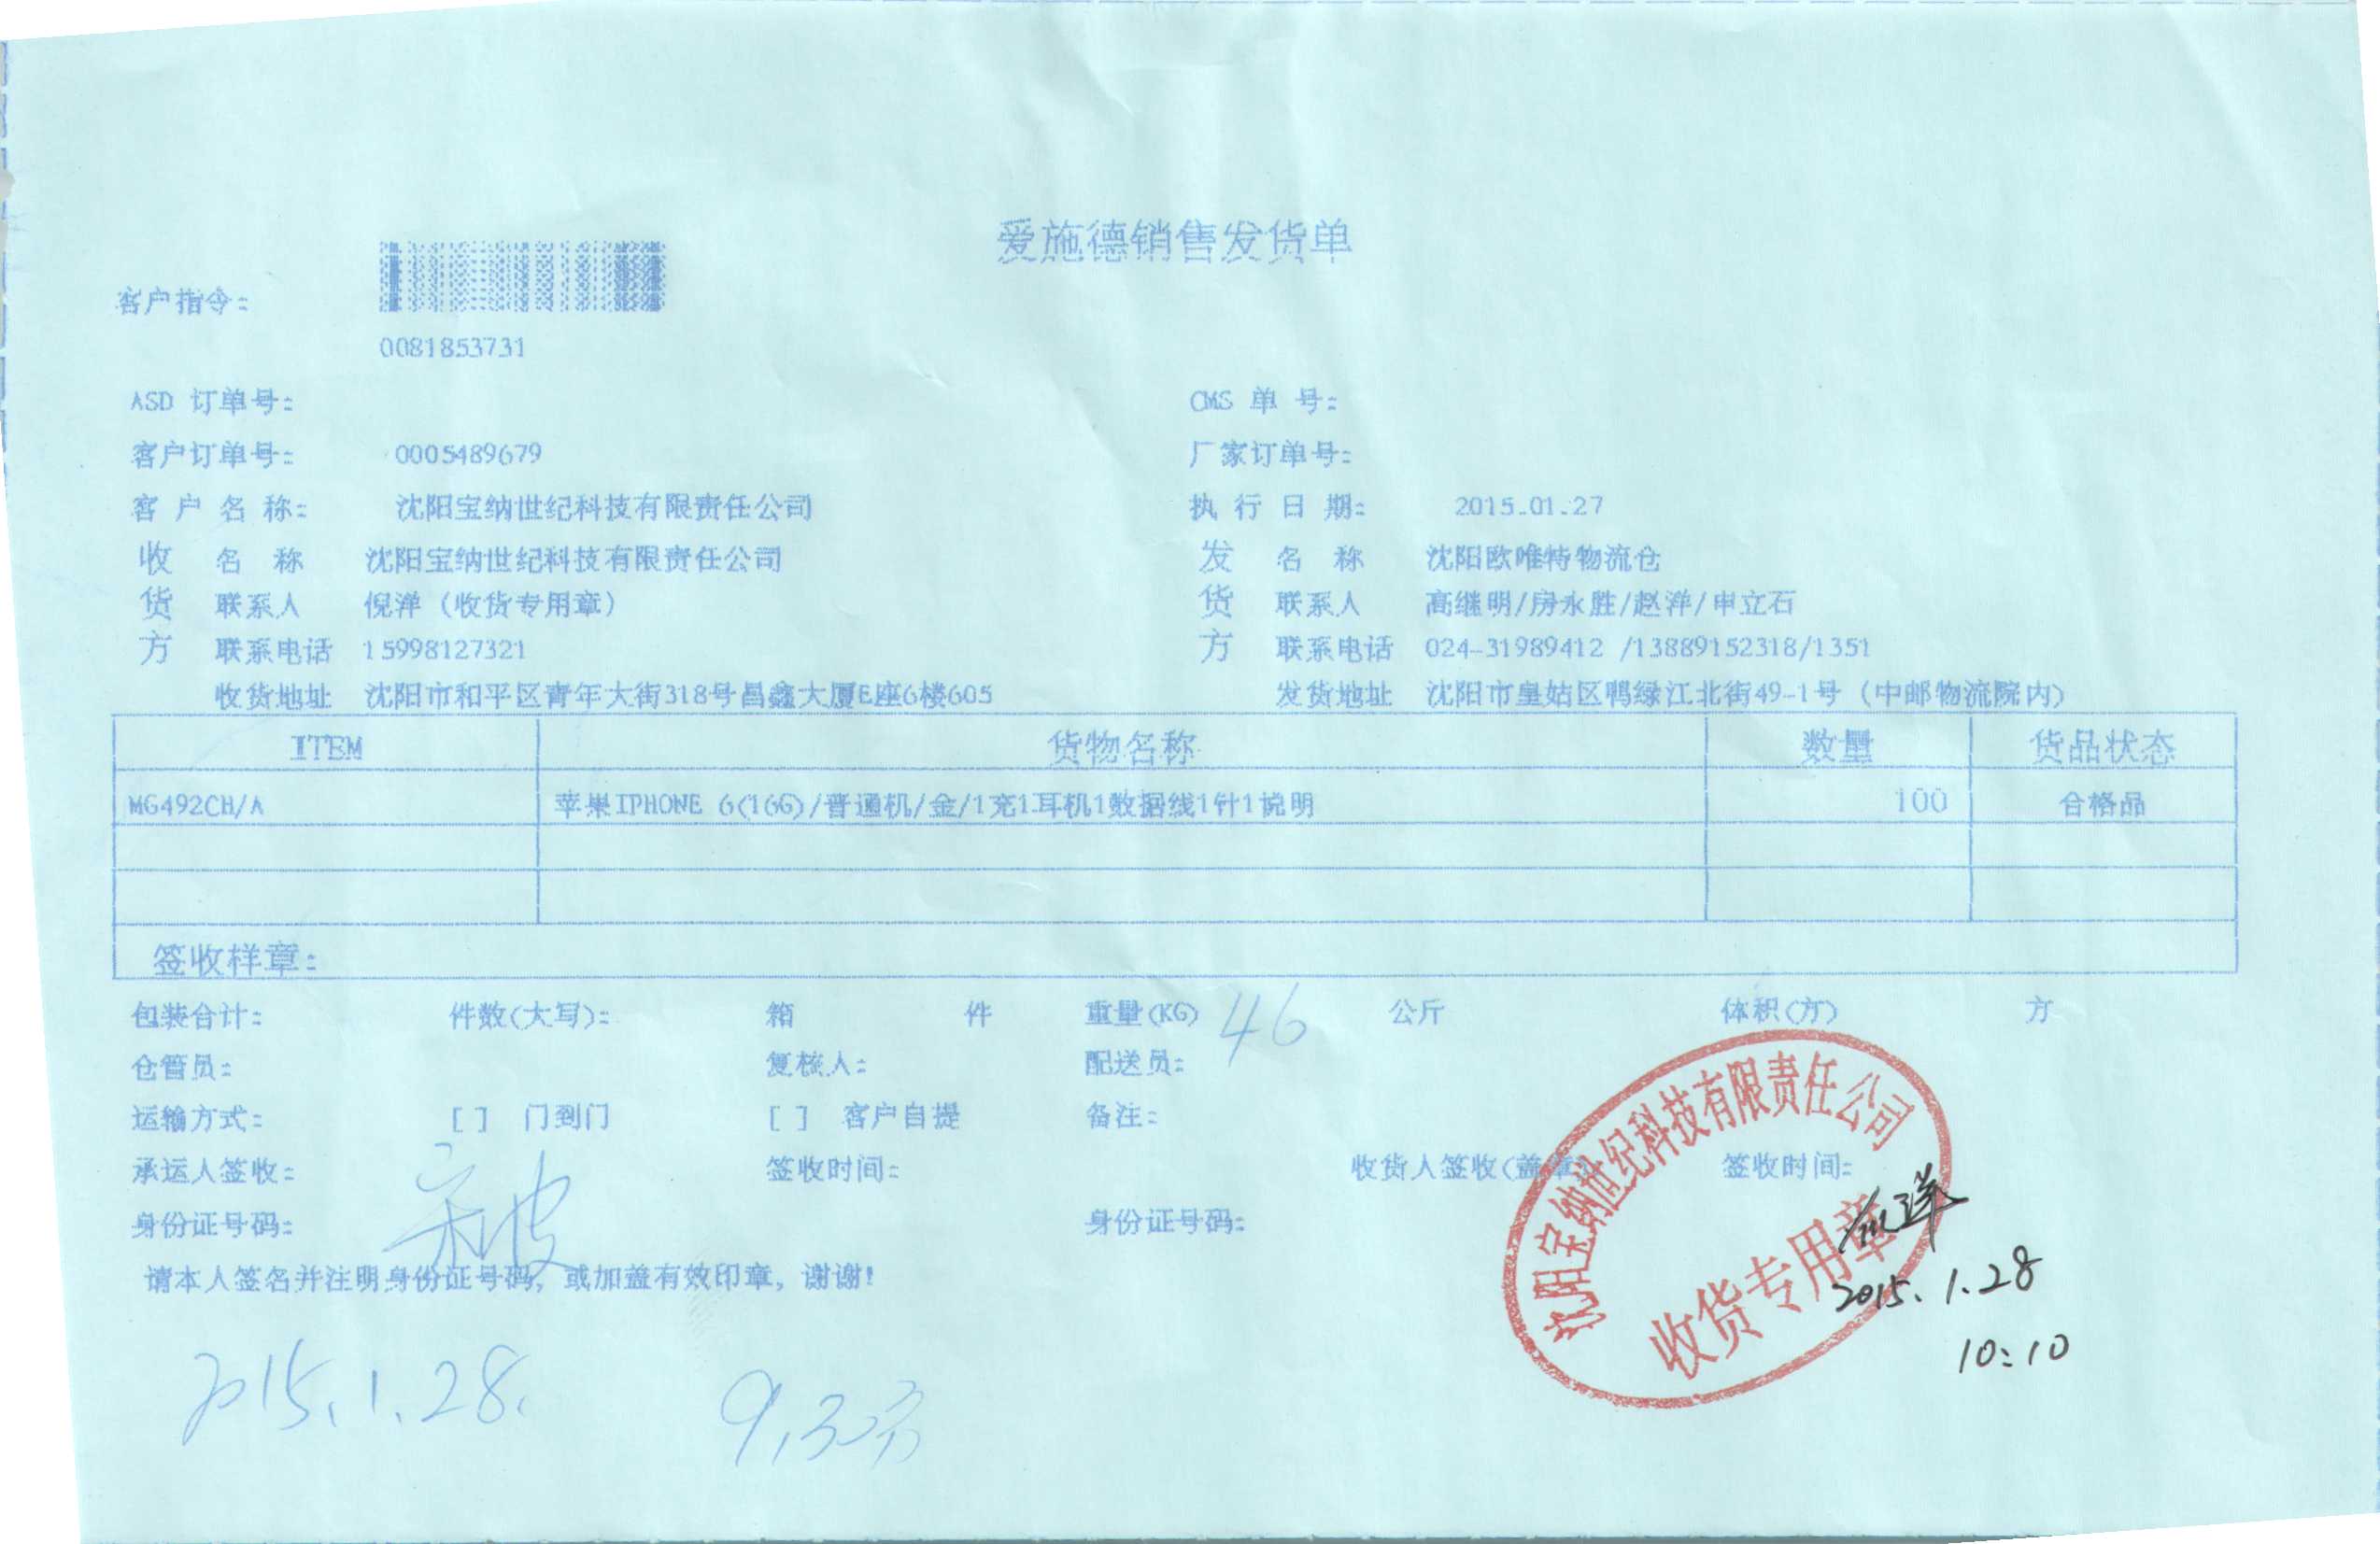 爱施德销售发货单
客户指令:
0081853731
ASD 订单号: CMS 单 号:
客户订单号: 0005489679 厂家订单号:
客 户 名 称: 沈阳宝纳世纪科技有限责任公司 执 行 日 期: 2015.01.27
收 名 称 沈阳宝纳世纪科技有限责任公司 发 名 称 沈阳欧唯特物流仓
货 联系人 倪洋 (收货专用章) 货 联系人 高继明/房永胜/赵洋/申立石
方 联系电话 15998127321 方 联系电话 024-31989412 /13889152318/1351
收货地址 沈阳市和平区青年大街318号昌鑫大厦E座6楼605 发货地址 沈阳市皇姑区鸭绿江北街49-1号 (中邮物流院内)
ITEM 货物名称 数量 货品状态
MG492CH/A 苹果IPHONE 6(16G)/普通机/金/1充1耳机1数据线1针1说明 100 合格品
签收样章:
包装合计: 件数(大写): 箱 件 重量(KG) 46 公斤 体积(方) 方
仓管员: 复核人: 配送员:
运输方式: [ ] 门到门 [ ] 客户自提 备注:
承运人签收: 签收时间: 收货人签收(盖章): 签收时间:
身份证号码: 身份证号码:
请本人签名并注明身份证号码, 或加盖有效印章, 谢谢!
沈阳宝纳世纪科技有限责任公司
收货专用章
2015.1.28
10:10
2015.1.28.